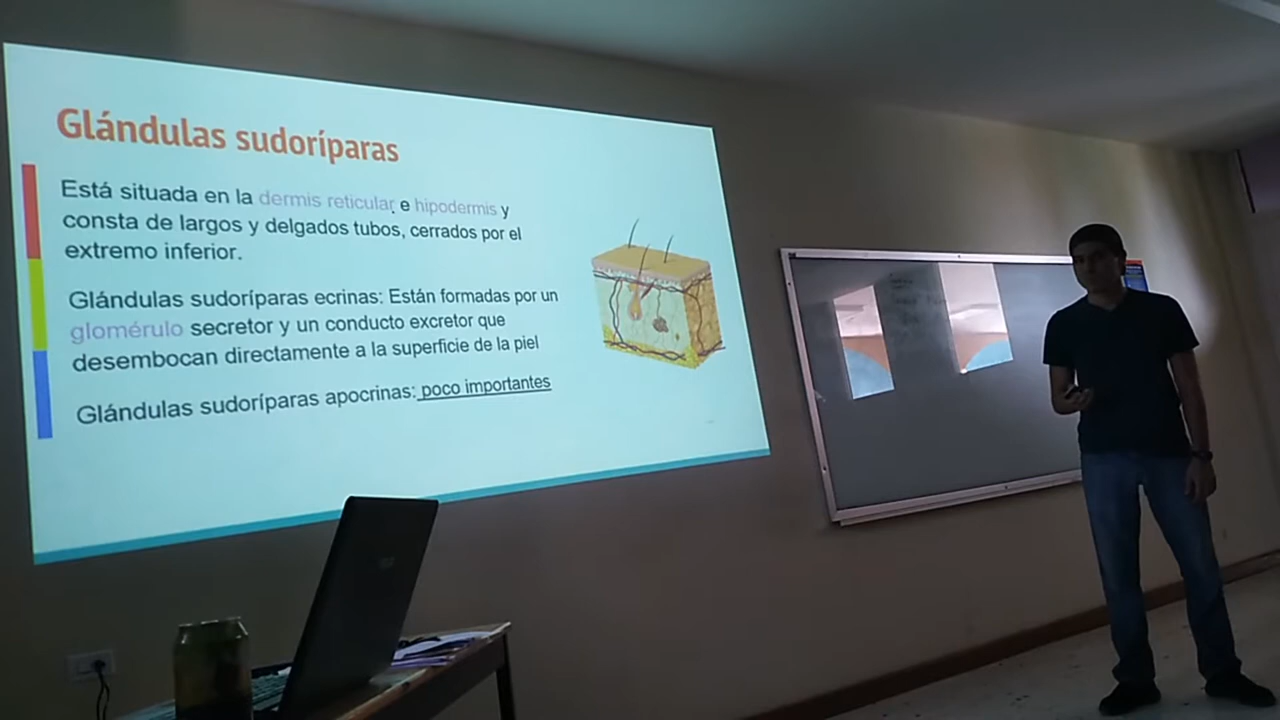 Glándulas sudoríparas
Está situada en la dermis reticular e hipodermis y
consta de largos y delgados tubos, cerrados por el
extremo inferior.
Glándulas sudoríparas ecrinas: Están formadas por un
glomérulo secretor y un conducto excretor que
desembocan directamente a la superficie de la piel
Glándulas sudoríparas apocrinas: poco importantes